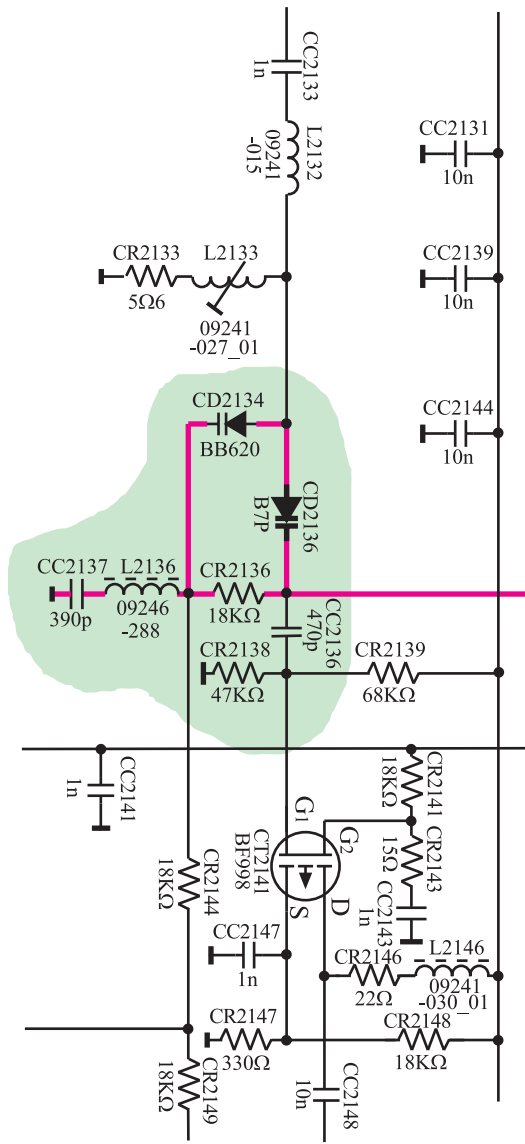 CC2133
1n
L2132
09241
-015
CC2131
10n
CR2133
5Ω6
L2133
09241
-027_01
CC2139
10n
CD2134
BB620
CC2144
10n
CD2136
B7P
CC2137
390p
L2136
09246
-288
CR2136
18KΩ
CC2136
470p
CR2138
47KΩ
CR2139
68KΩ
CC2141
1n
CR2141
18KΩ
G1
G2
CT2141
BF998
S
D
CR2143
15Ω
CC2143
1n
CR2144
18KΩ
CC2147
1n
CR2146
22Ω
L2146
09241
-030_01
CR2147
330Ω
CR2148
18KΩ
CR2149
18KΩ
CC2148
10n